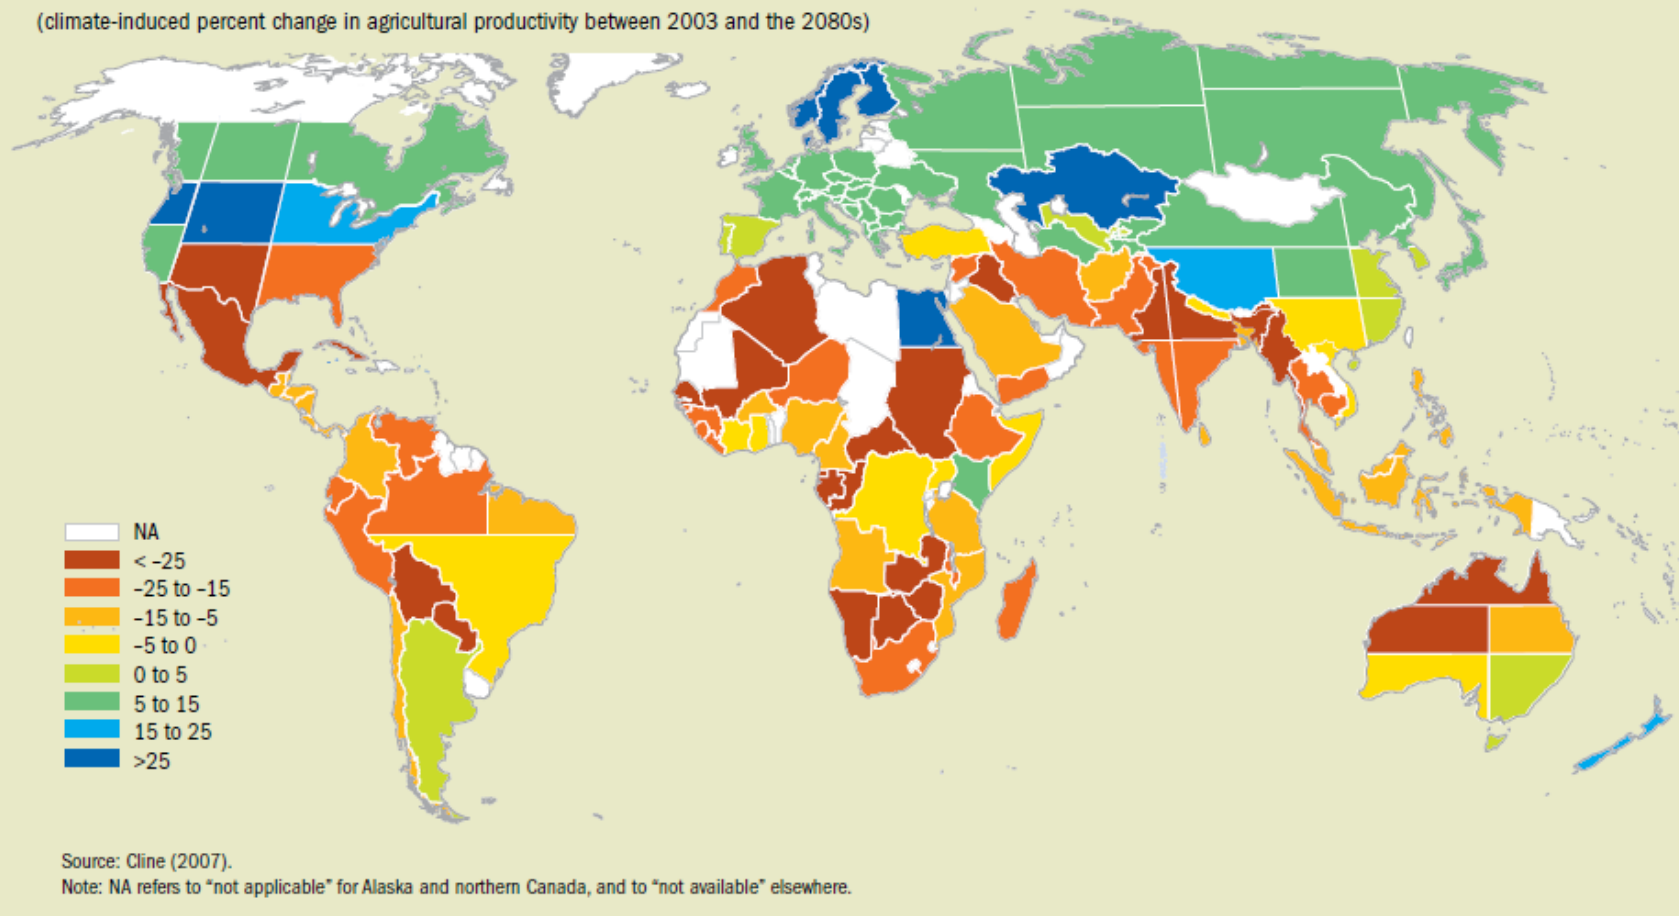 (climate-induced percent change in agricultural productivity between 2003 and the 2080s)
NA
< –25
–25 to –15
–15 to –5
–5 to 0
0 to 5
5 to 15
15 to 25
>25
Source: Cline (2007).
Note: NA refers to “not applicable” for Alaska and northern Canada, and to “not available” elsewhere.